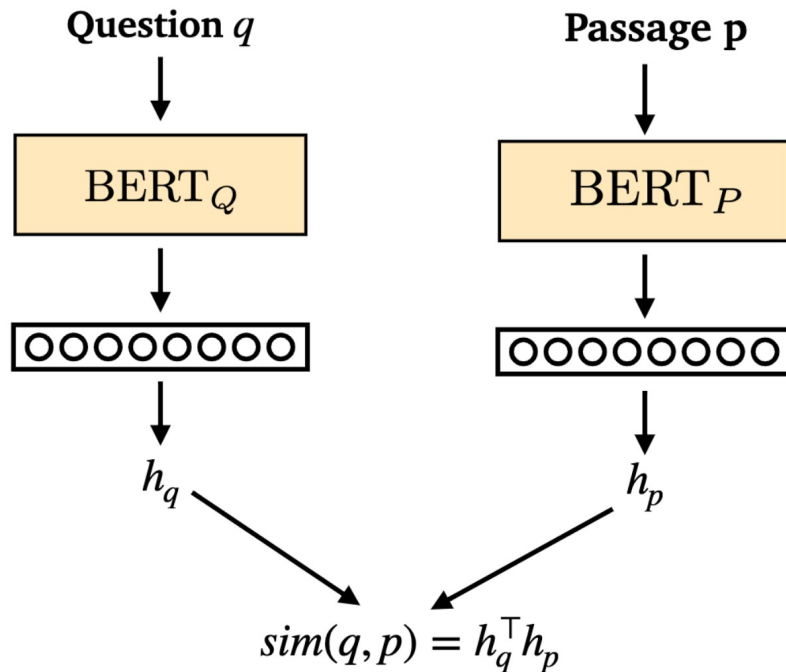 Question q
Passage p
BERT_Q
BERT_P
h_q
h_p
sim(q, p) = h_q^⊤ h_p